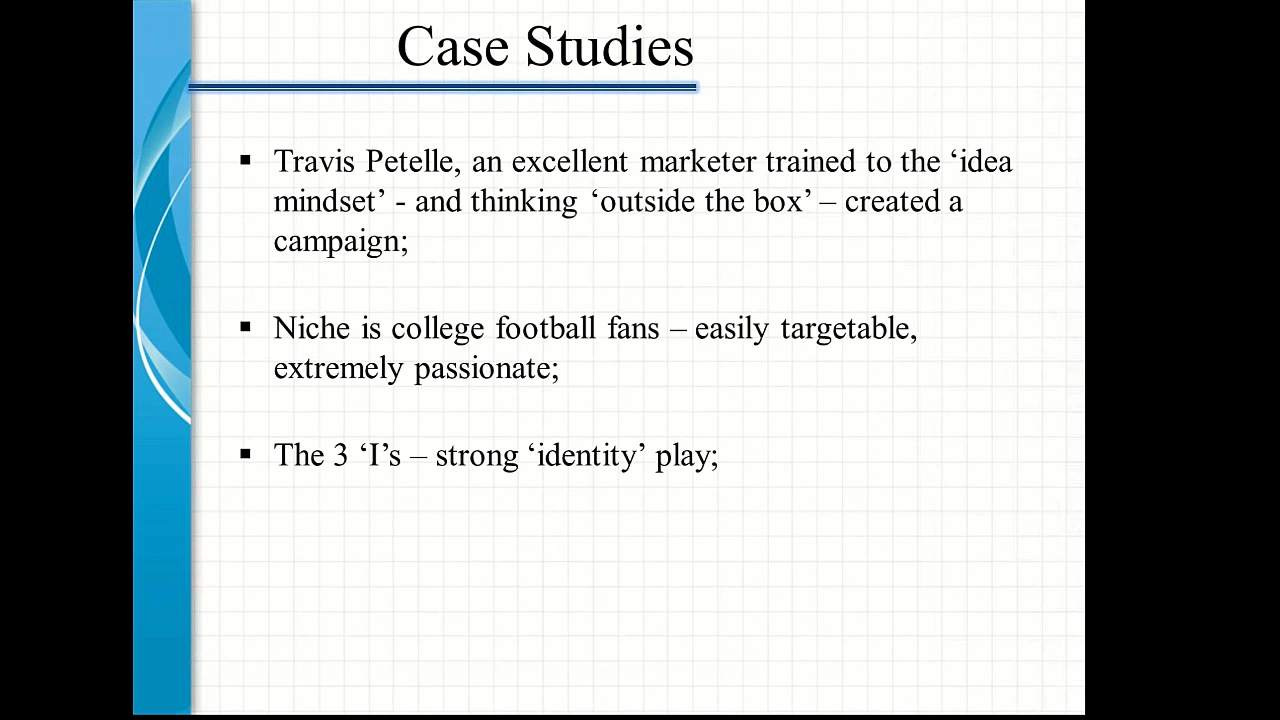 Case Studies
▪ Travis Petelle, an excellent marketer trained to the ‘idea
mindset’ - and thinking ‘outside the box’ – created a
campaign;
▪ Niche is college football fans – easily targetable,
extremely passionate;
▪ The 3 ‘I’s – strong ‘identity’ play;